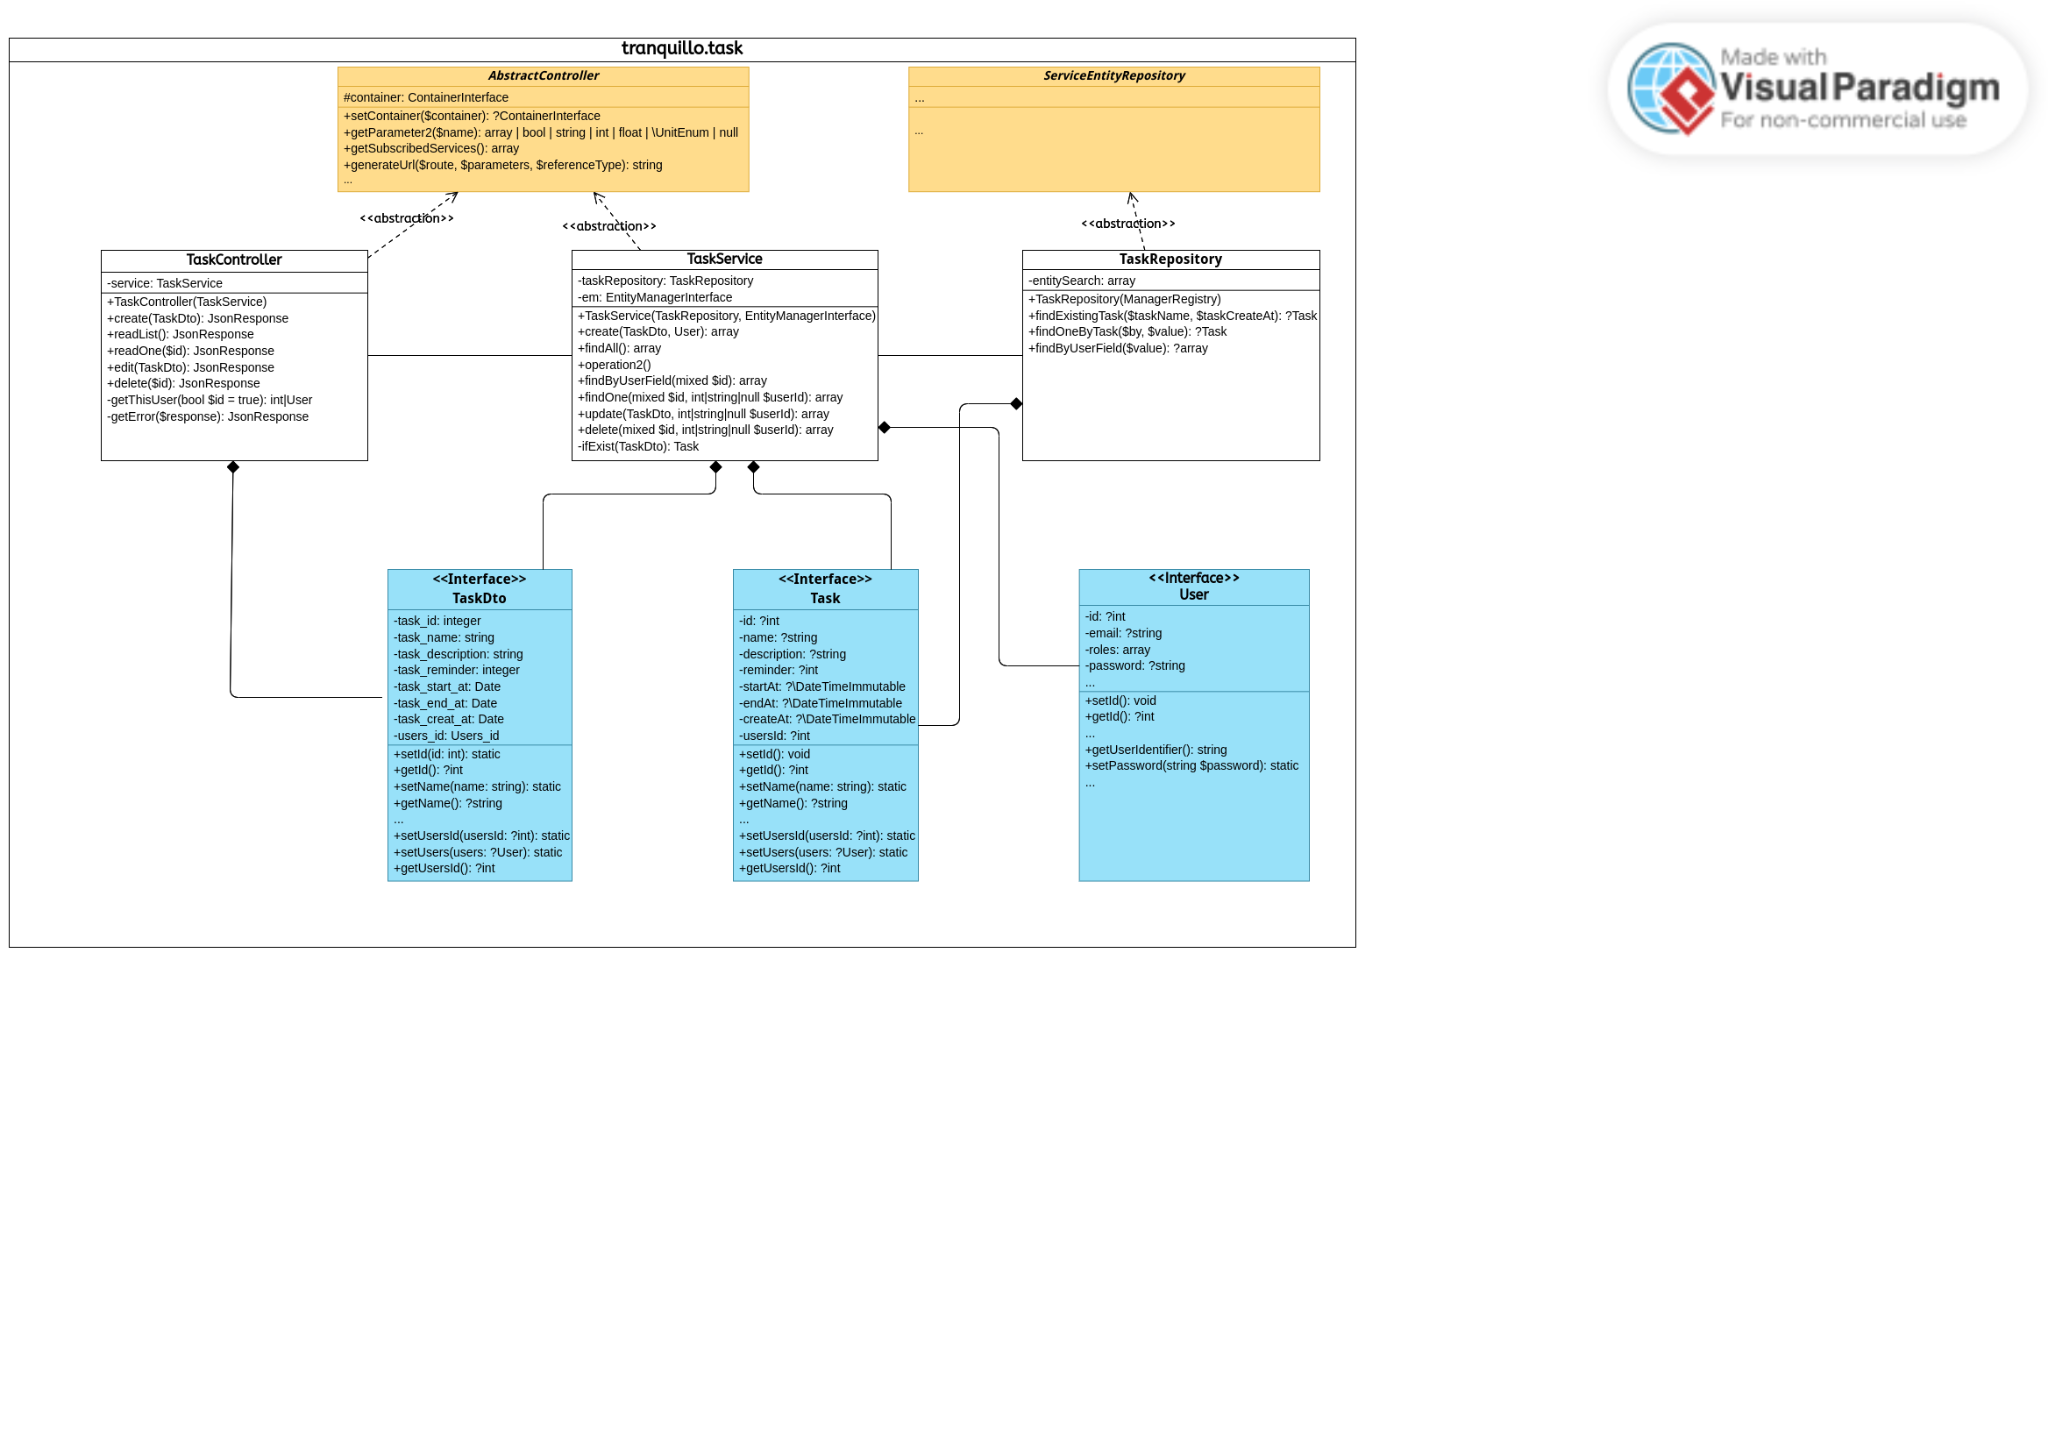 tranquillo.task
AbstractController
#container: ContainerInterface
+setContainer($container): ?ContainerInterface
+getParameter2($name): array | bool | string | int | float | \UnitEnum | null
+getSubscribedServices(): array
+generateUrl($route, $parameters, $referenceType): string
...
ServiceEntityRepository
...
...
<<abstraction>>
<<abstraction>>
<<abstraction>>
TaskController
-service: TaskService
+TaskController(TaskService)
+create(TaskDto): JsonResponse
+readList(): JsonResponse
+readOne($id): JsonResponse
+edit(TaskDto): JsonResponse
+delete($id): JsonResponse
-getThisUser(bool $id = true): int|User
-getError($response): JsonResponse
TaskService
-taskRepository: TaskRepository
-em: EntityManagerInterface
+TaskService(TaskRepository, EntityManagerInterface)
+create(TaskDto, User): array
+findAll(): array
+operation2()
+findByUserField(mixed $id): array
+findOne(mixed $id, int|string|null $userId): array
+update(TaskDto, int|string|null $userId): array
+delete(mixed $id, int|string|null $userId): array
-ifExist(TaskDto): Task
TaskRepository
-entitySearch: array
+TaskRepository(ManagerRegistry)
+findExistingTask($taskName, $taskCreateAt): ?Task
+findOneByTask($by, $value): ?Task
+findByUserField($value): ?array
<<Interface>>
TaskDto
-task_id: integer
-task_name: string
-task_description: string
-task_reminder: integer
-task_start_at: Date
-task_end_at: Date
-task_creat_at: Date
-users_id: Users_id
+setId(id: int): static
+getId(): ?int
+setName(name: string): static
+getName(): ?string
...
+setUsersId(usersId: ?int): static
+setUsers(users: ?User): static
+getUsersId(): ?int
<<Interface>>
Task
-id: ?int
-name: ?string
-description: ?string
-reminder: ?int
-startAt: ?\DateTimeImmutable
-endAt: ?\DateTimeImmutable
-createAt: ?\DateTimeImmutable
-usersId: ?int
+setId(): void
+getId(): ?int
+setName(name: string): static
+getName(): ?string
...
+setUsersId(usersId: ?int): static
+setUsers(users: ?User): static
+getUsersId(): ?int
<<Interface>>
User
-id: ?int
-email: ?string
-roles: array
-password: ?string
...
+setId(): void
+getId(): ?int
...
+getUserIdentifier(): string
+setPassword(string $password): static
...
Made with
Visual Paradigm
For non-commercial use